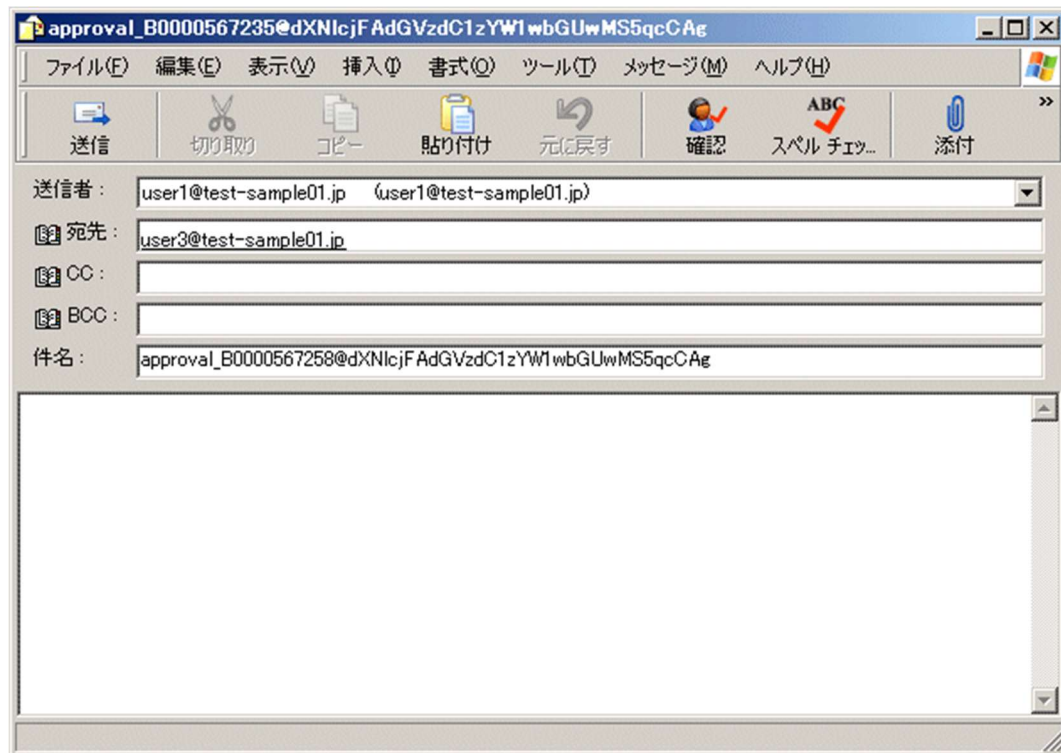 approval_B0000567235@dXNlcjFAdGVzdC1zYW1wbGUwMS5qcCAg
ファイル(F) 編集(E) 表示(V) 挿入(I) 書式(O) ツール(T) メッセージ(M) ヘルプ(H)
送信 切り取り コピー 貼り付け 元に戻す 確認 ABC スペル チェッ... 添付 »
送信者: user1@test-sample01.jp (user1@test-sample01.jp)
宛先: user3@test-sample01.jp
CC:
BCC:
件名: approval_B0000567258@dXNlcjFAdGVzdC1zYW1wbGUwMS5qcCAg